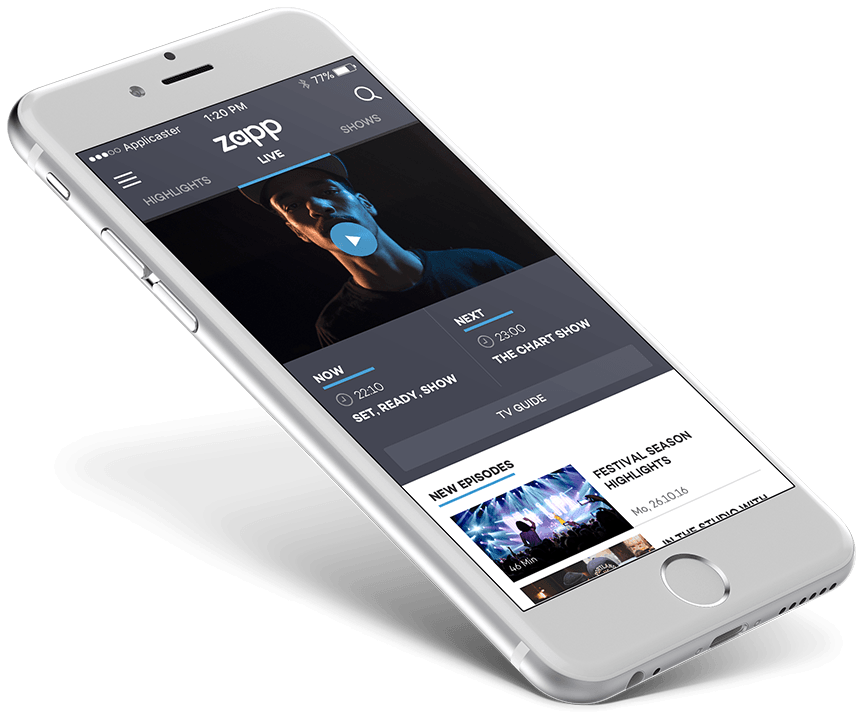 Applicaster
1:20 PM
77%
zapp
HIGHLIGHTS
LIVE
SHOWS
NOW
22:10
SET, READY, SHOW
NEXT
23:00
THE CHART SHOW
TV GUIDE
NEW EPISODES
46 Min
FESTIVAL SEASON
HIGHLIGHTS
Mo, 26.10.16
IN THE STUDIO WITH